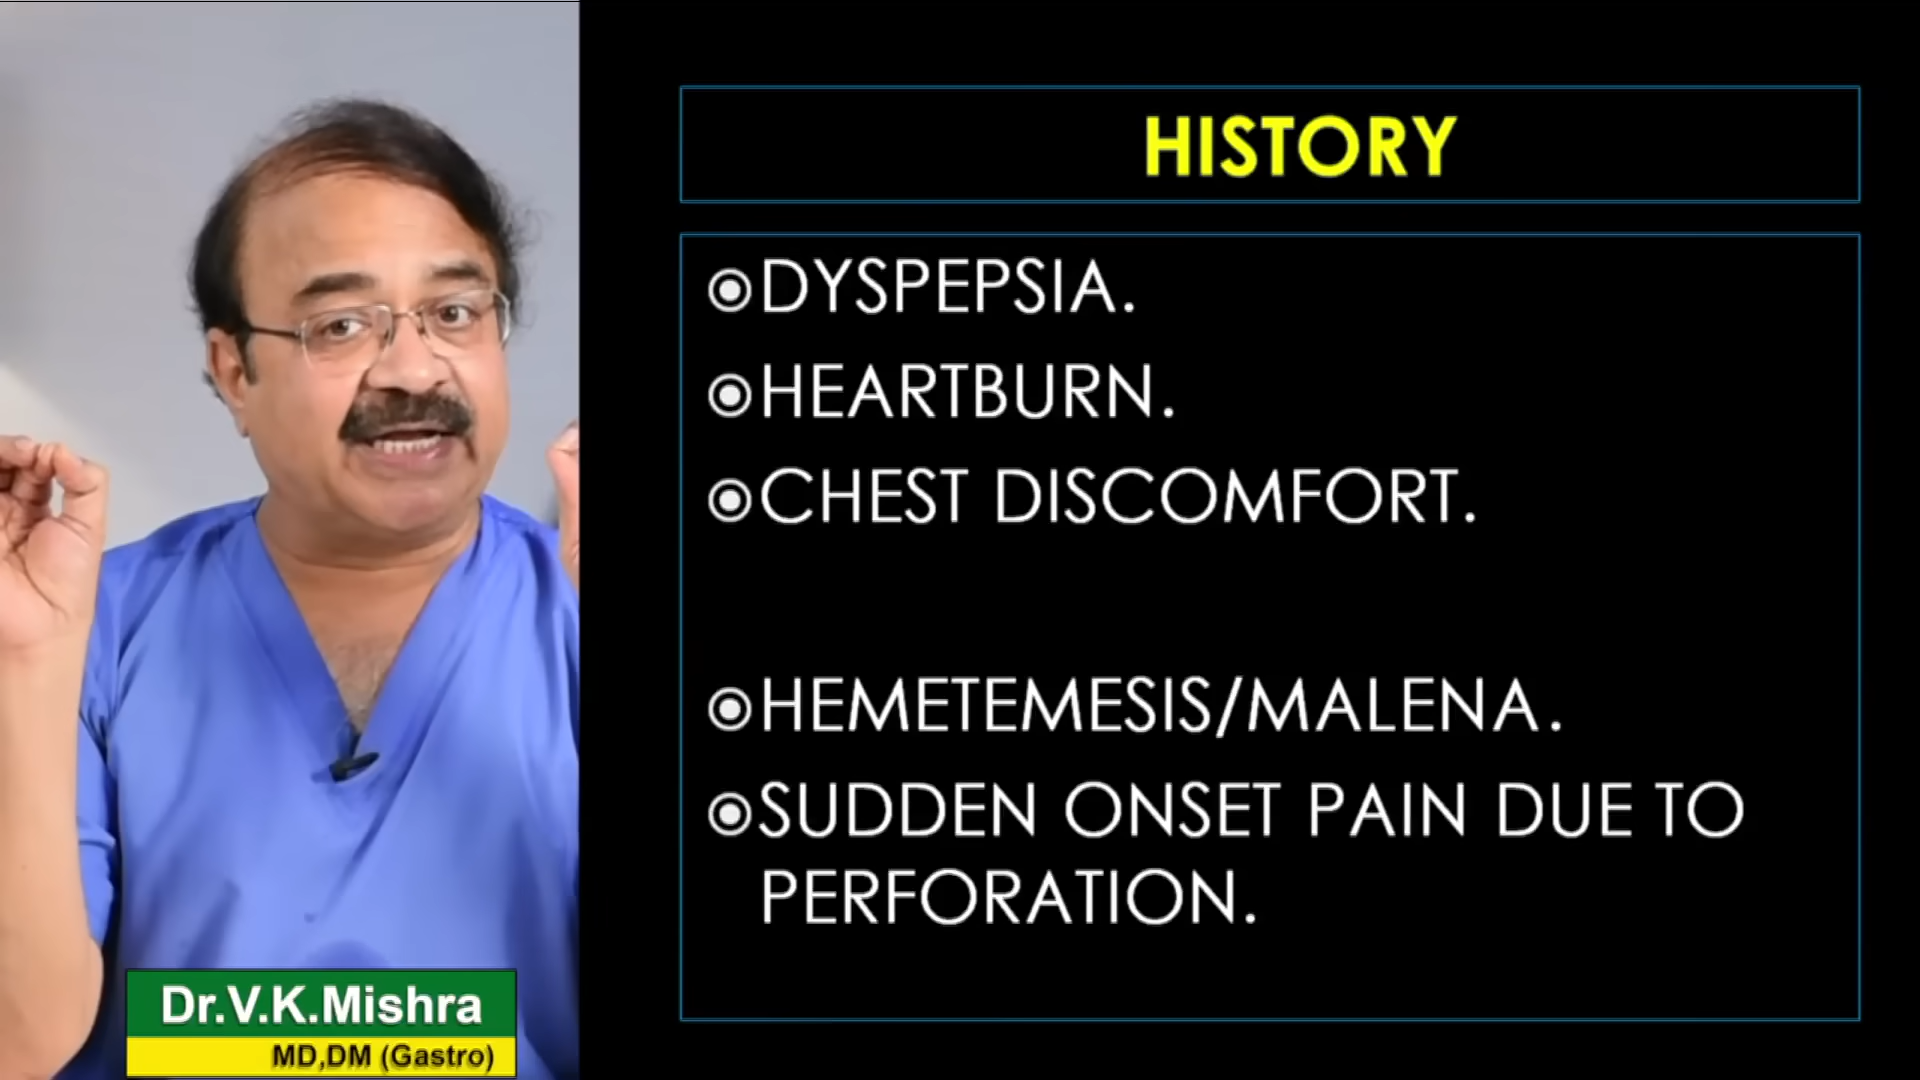 HISTORY
DYSPEPSIA.
HEARTBURN.
CHEST DISCOMFORT.
HEMETEMESIS/MALENA.
SUDDEN ONSET PAIN DUE TO
PERFORATION.
Dr.V.K.Mishra
MD,DM (Gastro)